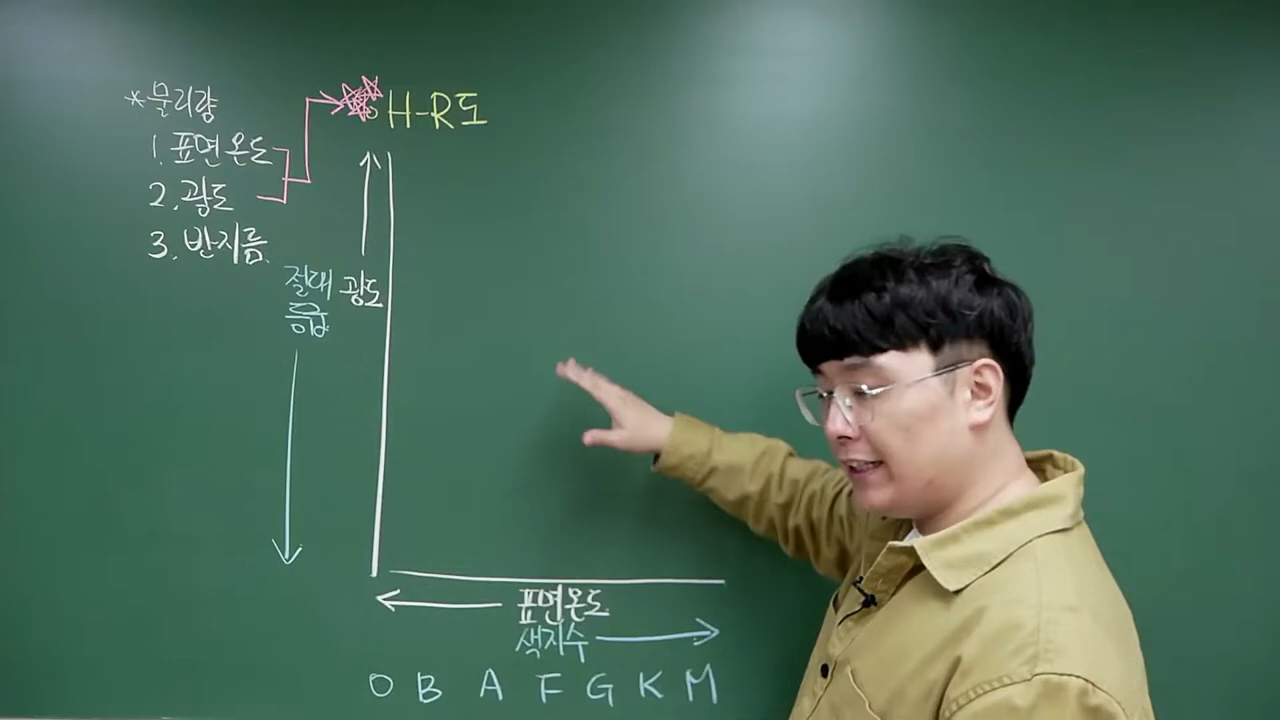 *물리량
1. 표면온도
2. 광도
3. 반지름
H-R도
절대
등급
광도
표면온도
색지수
O B A F G K M